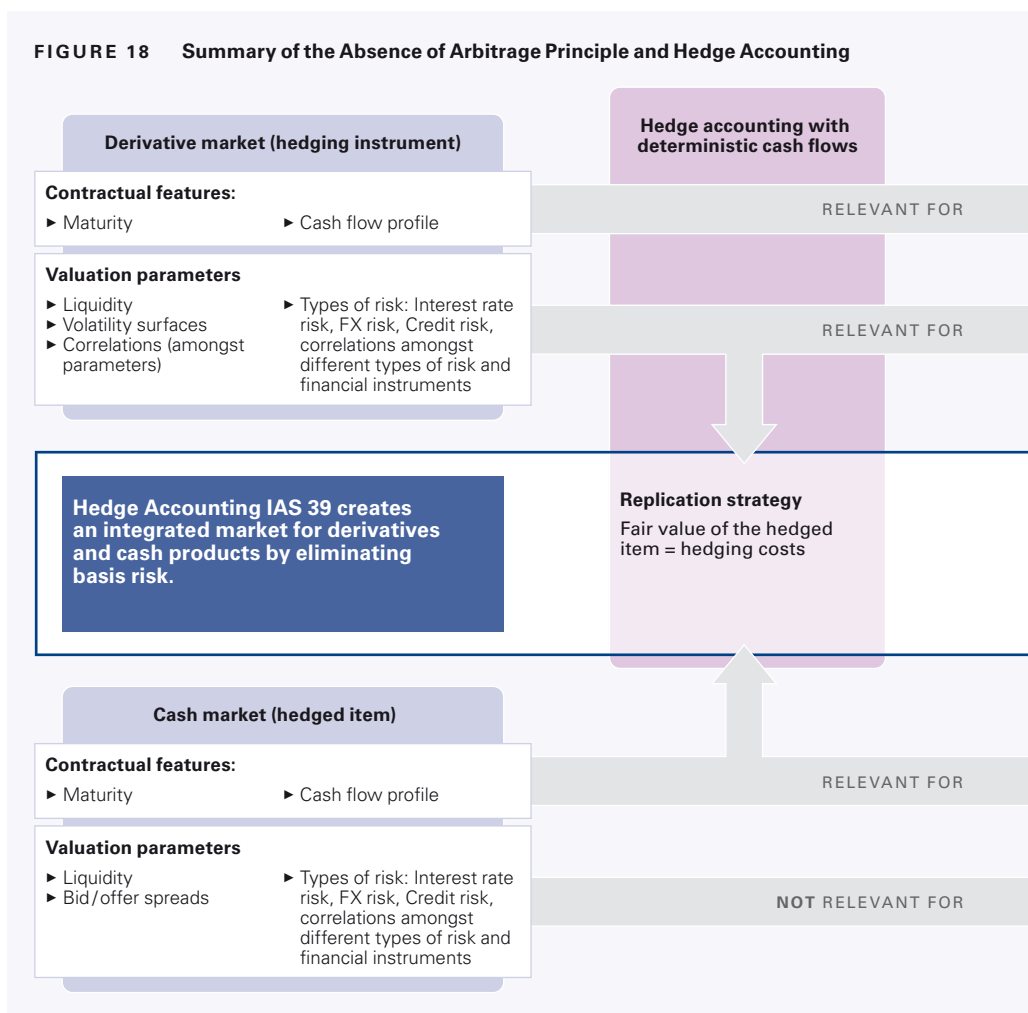 FIGURE 18 Summary of the Absence of Arbitrage Principle and Hedge Accounting
Derivative market (hedging instrument)
Hedge accounting with
deterministic cash flows
Contractual features:
► Maturity
► Cash flow profile
RELEVANT FOR
Valuation parameters
► Liquidity
► Volatility surfaces
► Correlations (amongst
parameters)
► Types of risk: Interest rate
risk, FX risk, Credit risk,
correlations amongst
different types of risk and
financial instruments
RELEVANT FOR
Hedge Accounting IAS 39 creates
an integrated market for derivatives
and cash products by eliminating
basis risk.
Replication strategy
Fair value of the hedged
item = hedging costs
Cash market (hedged item)
Contractual features:
► Maturity
► Cash flow profile
RELEVANT FOR
Valuation parameters
► Liquidity
► Bid/offer spreads
► Types of risk: Interest rate
risk, FX risk, Credit risk,
correlations amongst
different types of risk and
financial instruments
NOT RELEVANT FOR